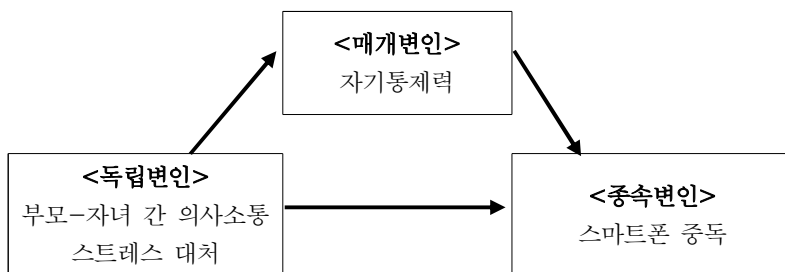 <매개변인>
자기통제력
<독립변인>
부모-자녀 간 의사소통
스트레스 대처
<종속변인>
스마트폰 중독